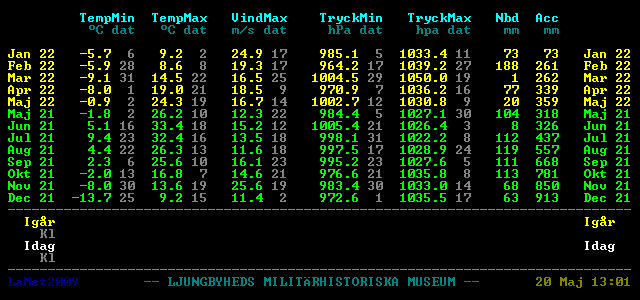 TempMin TempMax VindMax TryckMin TryckMax Nbd Acc
ºC dat ºC dat m/s dat hPa dat hpa dat mm mm
Jan 22 -5.7 6 9.2 2 24.9 17 985.1 5 1033.4 11 73 73 Jan 22
Feb 22 -5.9 28 8.6 8 19.3 17 964.2 17 1039.2 27 188 261 Feb 22
Mar 22 -9.1 31 14.5 22 16.5 25 1004.5 29 1050.0 19 1 262 Mar 22
Apr 22 -8.0 1 19.0 21 18.5 9 970.9 7 1036.2 16 77 339 Apr 22
Maj 22 -0.9 2 24.3 19 16.7 14 1002.7 12 1030.8 9 20 359 Maj 22
Maj 21 -1.8 2 26.2 10 12.3 22 984.4 5 1027.1 30 104 318 Maj 21
Jun 21 5.1 16 33.4 18 15.2 12 1005.4 21 1026.4 3 8 326 Jun 21
Jul 21 9.4 23 32.4 16 13.5 18 998.1 31 1022.2 8 112 437 Jul 21
Aug 21 4.4 22 26.3 13 11.6 18 997.5 17 1028.9 24 119 557 Aug 21
Sep 21 2.3 6 25.6 10 16.1 23 995.2 23 1027.6 5 111 668 Sep 21
Okt 21 -2.0 13 16.8 7 14.6 21 976.6 21 1035.8 8 113 781 Okt 21
Nov 21 -8.0 30 13.6 19 25.6 19 983.4 30 1033.0 14 68 850 Nov 21
Dec 21 -13.7 25 9.2 15 11.4 2 972.6 1 1035.5 17 63 913 Dec 21
Igår Igår
Kl
Idag Idag
Kl
LaMet2009 -- LJUNGBYHEDS MILITÄRHISTORISKA MUSEUM -- 20 Maj 13:01